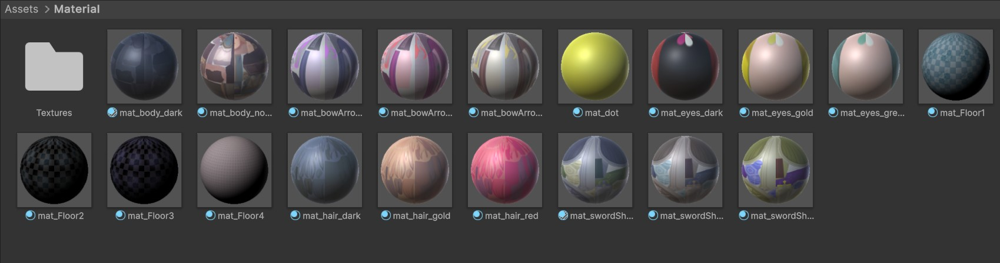 Assets > Material
Textures
mat_body_dark
mat_body_no...
mat_bowArro...
mat_bowArro...
mat_bowArro...
mat_dot
mat_eyes_dark
mat_eyes_gold
mat_eyes_gre...
mat_Floor1
mat_Floor2
mat_Floor3
mat_Floor4
mat_hair_dark
mat_hair_gold
mat_hair_red
mat_swordSh...
mat_swordSh...
mat_swordSh...